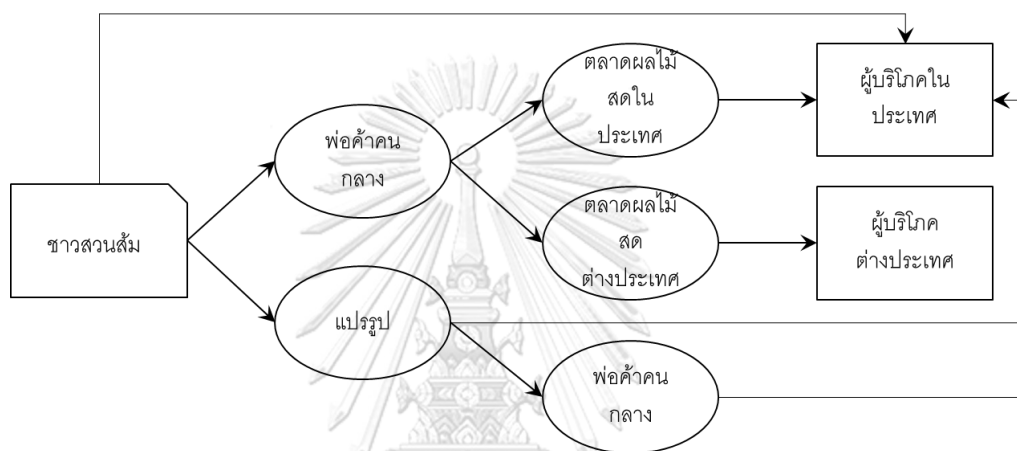 ตลาดผลไม้
สดใน
ประเทศ
ผู้บริโภคใน
ประเทศ
พ่อค้าคน
กลาง
ชาวสวนส้ม
ตลาดผลไม้
สด
ต่างประเทศ
ผู้บริโภค
ต่างประเทศ
แปรรูป
พ่อค้าคน
กลาง